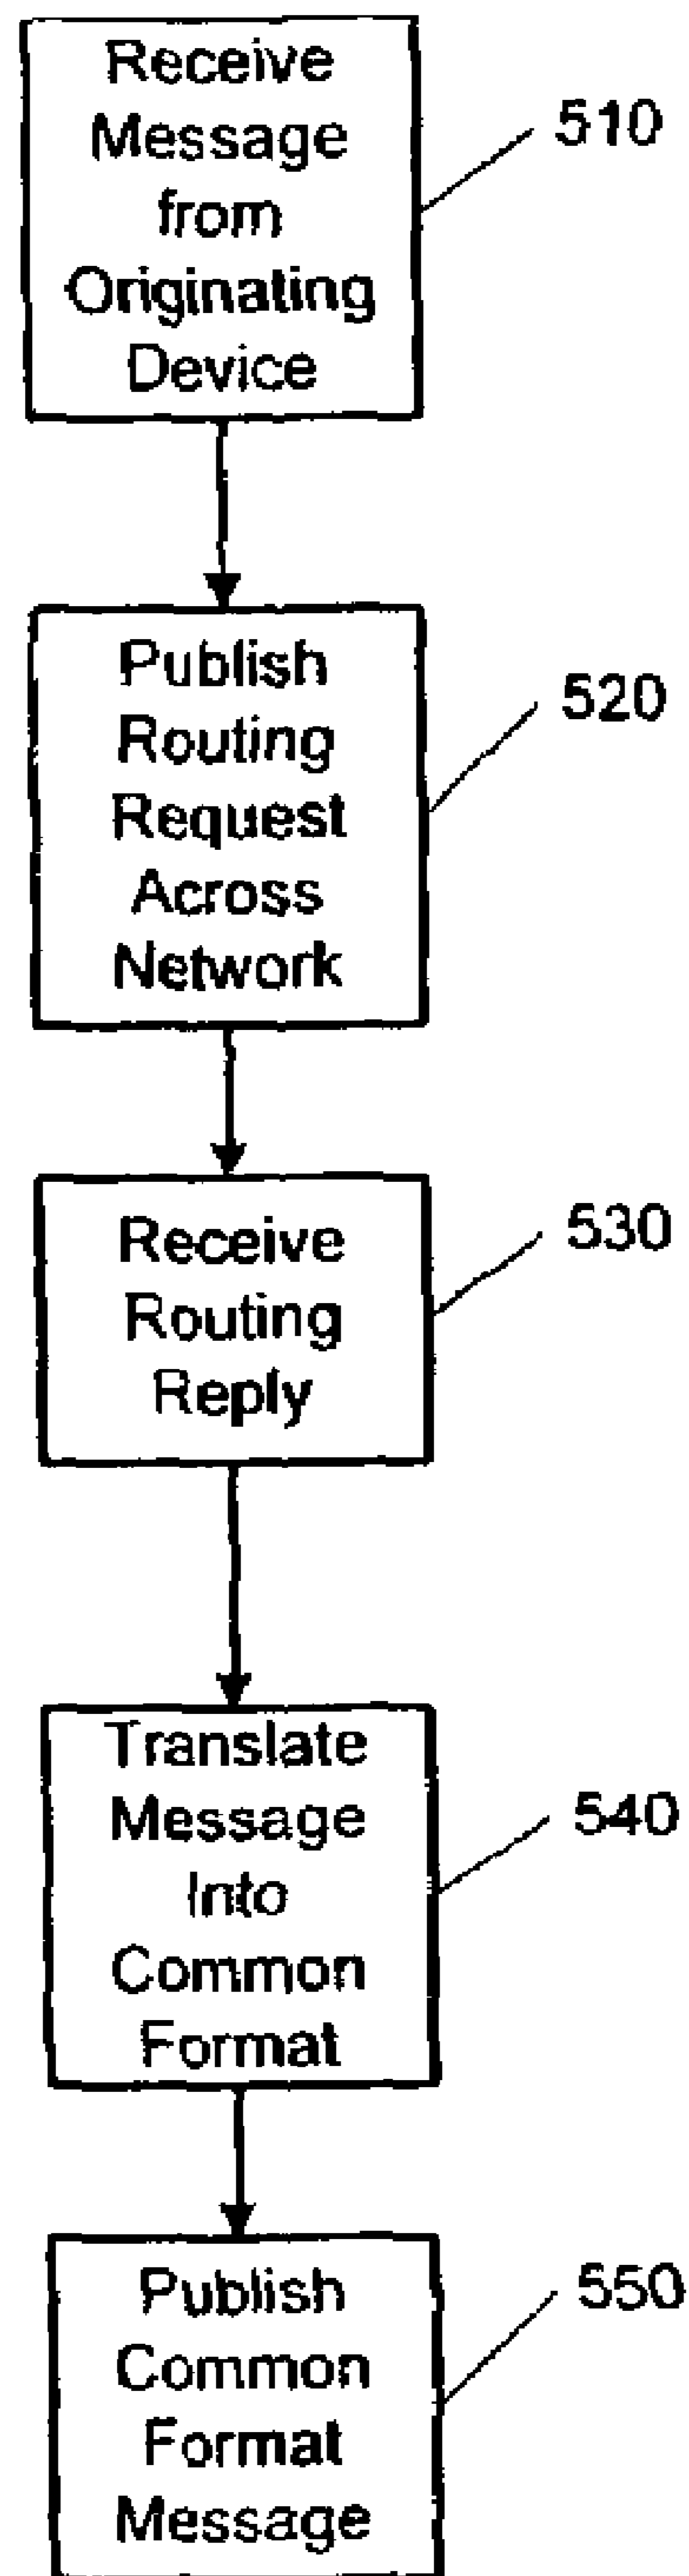 Receive
Message
from
Originating
Device
510
Publish
Routing
Request
Across
Network
520
Receive
Routing
Reply
530
Translate
Message
Into
Common
Format
540
Publish
Common
Format
Message
550